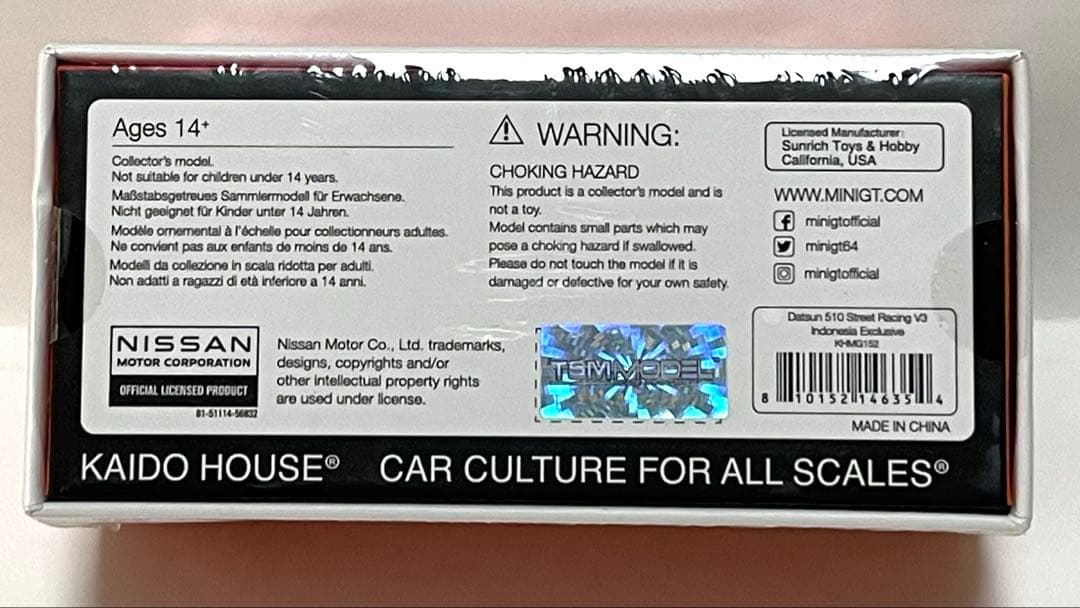 Ages 14+
Collector's model.
Not suitable for children under 14 years.
Maßstabsgetreues Sammlermodell für Erwachsene.
Nicht geeignet für Kinder unter 14 Jahren.
Modèle ornemental à l'échelle pour collectionneurs adultes.
Ne convient pas aux enfants de moins de 14 ans.
Modelli da collezione in scala ridotta per adulti.
Non adatti a ragazzi di età inferiore a 14 anni.
WARNING:
CHOKING HAZARD
This product is a collector's model and is
not a toy.
Model contains small parts which may
pose a choking hazard if swallowed.
Please do not touch the model if it is
damaged or defective for your own safety.
Licensed Manufacturer:
Sunrich Toys & Hobby
California, USA
WWW.MINIGT.COM
minigtofficial
minigt64
minigtofficial
NISSAN
MOTOR CORPORATION
OFFICIAL LICENSED PRODUCT
81-51114-56832
Nissan Motor Co., Ltd. trademarks,
designs, copyrights and/or
other intellectual property rights
are used under license.
TSM MODEL
Datsun 510 Street Racing V3
Indonesia Exclusive
KHMG152
8 10152 14635 4
MADE IN CHINA
KAIDO HOUSE® CAR CULTURE FOR ALL SCALES®